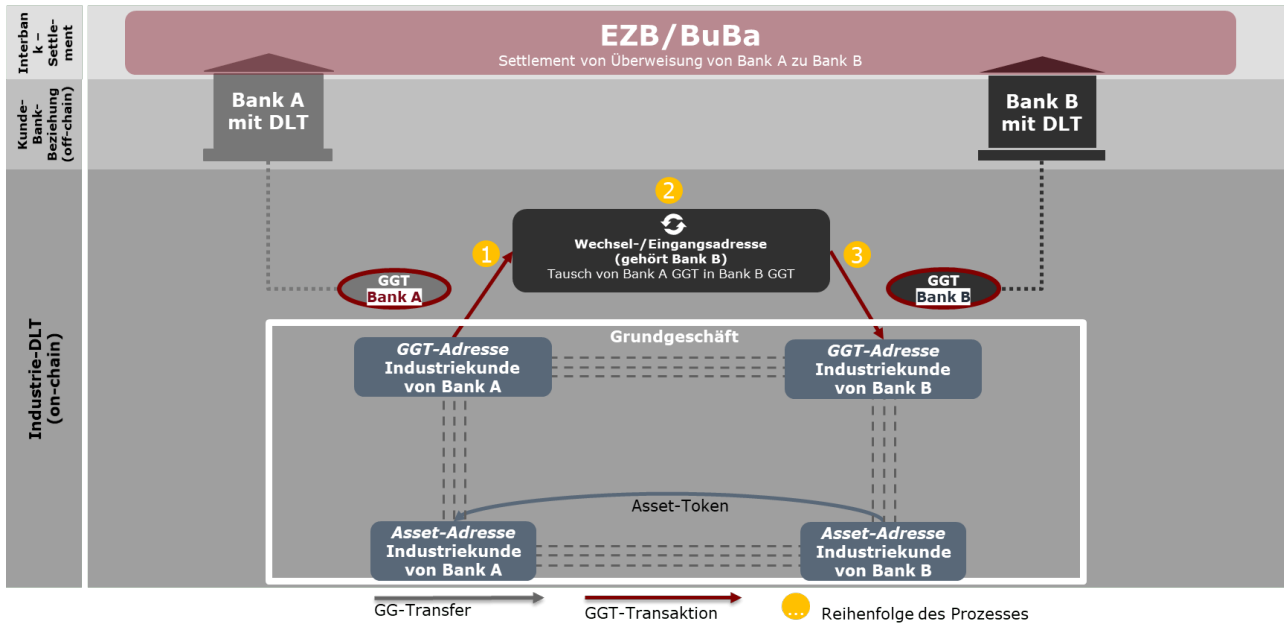 Interban
k –
Settle-
ment
EZB/BuBa
Settlement von Überweisung von Bank A zu Bank B
Kunde-
Bank-
Beziehung
(off-chain)
Bank A
mit DLT
Bank B
mit DLT
Industrie-DLT
(on-chain)
2
1
Wechsel-/Eingangsadresse
(gehört Bank B)
Tausch von Bank A GGT in Bank B GGT
3
GGT
Bank A
GGT
Bank B
Grundgeschäft
GGT-Adresse
Industriekunde
von Bank A
GGT-Adresse
Industriekunde
von Bank B
Asset-Token
Asset-Adresse
Industriekunde
von Bank A
Asset-Adresse
Industriekunde
von Bank B
GG-Transfer
GGT-Transaktion
... Reihenfolge des Prozesses